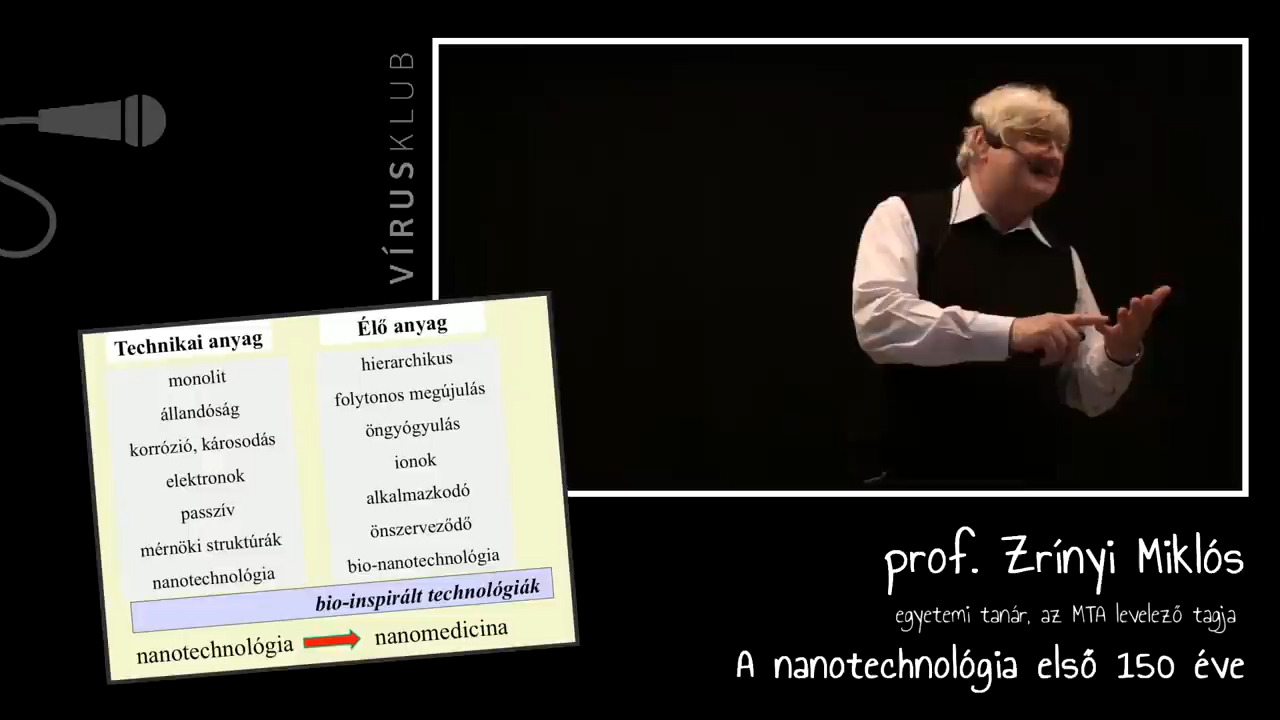 VÍRUSKLUB
Technikai anyag
monolit
állandóság
korrózió, károsodás
elektronok
passzív
mérnöki struktúrák
nanotechnológia
Élő anyag
hierarchikus
folytonos megújulás
öngyógyulás
ionok
alkalmazkodó
önszerveződő
bio-nanotechnológia
bio-inspirált technológiák
nanotechnológia nanomedicina
prof. Zrínyi Miklós
egyetemi tanár, az MTA levelező tagja
A nanotechnológia első 150 éve